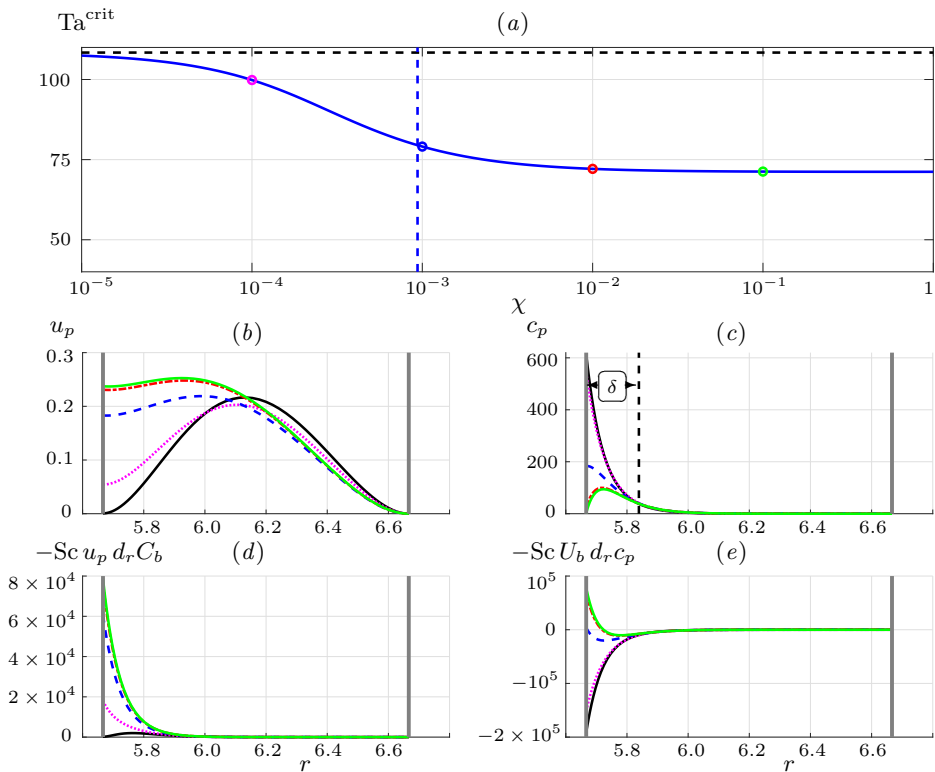 Ta^crit (a)
100
75
50
10^−5 10^−4 10^−3 10^−2 10^−1 1
χ
u_p (b) c_p (c)
0.3
0.2
0.1
0
5.8 6.0 6.2 6.4 6.6
600
400
200
0
δ
5.8 6.0 6.2 6.4 6.6
−Sc u_p d_r C_b (d) −Sc U_b d_r c_p (e)
8 × 10^4
6 × 10^4
4 × 10^4
2 × 10^4
0
5.8 6.0 6.2 6.4 6.6
r
10^5
0
−10^5
−2 × 10^5
5.8 6.0 6.2 6.4 6.6
r